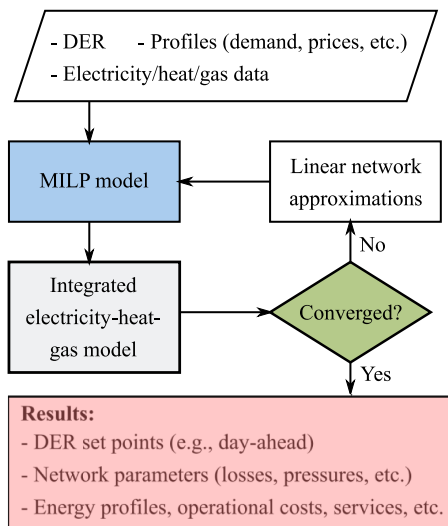 - DER - Profiles (demand, prices, etc.)
- Electricity/heat/gas data
MILP model
Linear network
approximations
No
Integrated
electricity-heat-
gas model
Converged?
Yes
Results:
- DER set points (e.g., day-ahead)
- Network parameters (losses, pressures, etc.)
- Energy profiles, operational costs, services, etc.